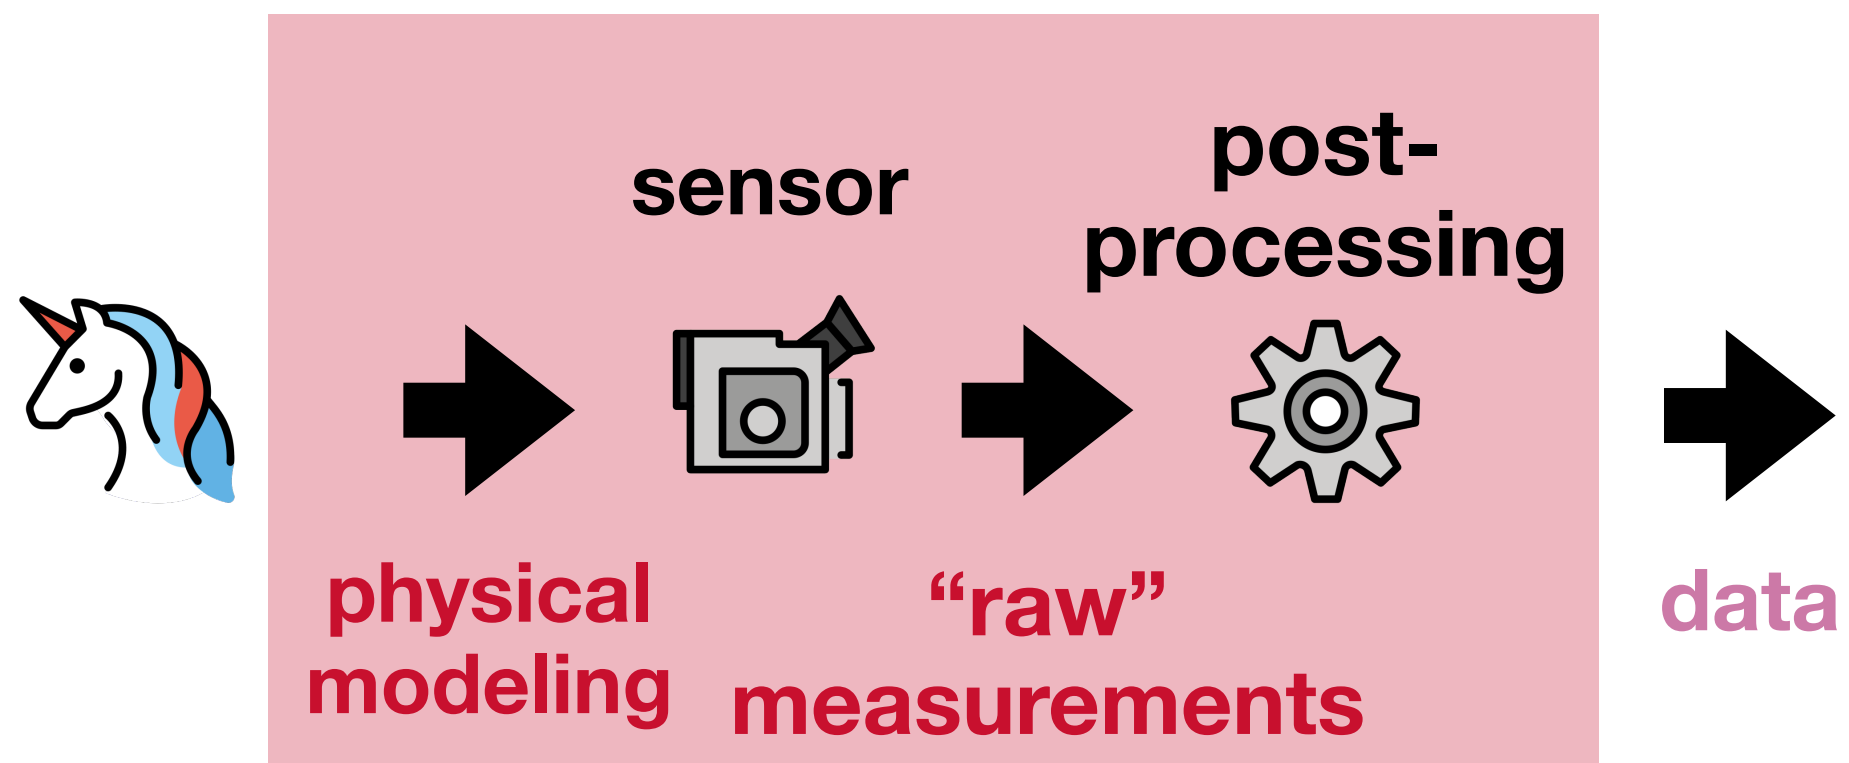 sensor
post-
processing
physical
modeling
“raw”
measurements
data